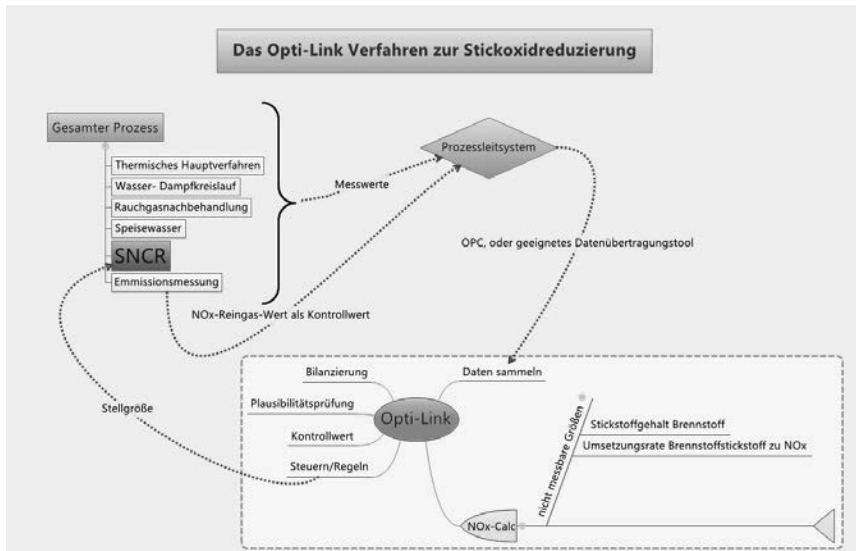 Das Opti-Link Verfahren zur Stickoxidreduzierung
Gesamter Prozess
Thermisches Hauptverfahren
Wasser- Dampfkreislauf
Rauchgasnachbehandlung
Speisewasser
SNCR
Emmissionsmessung
Messwerte
Prozessleitsystem
OPC, oder geeignetes Datenübertragungstool
NOx-Reingas-Wert als Kontrollwert
Stellgröße
Bilanzierung
Daten sammeln
Plausibilitätsprüfung
Opti-Link
Kontrollwert
Steuern/Regeln
nicht messbare Größen
Stickstoffgehalt Brennstoff
Umsetzungsrate Brennstoffstickstoff zu NOx
NOx-Calc